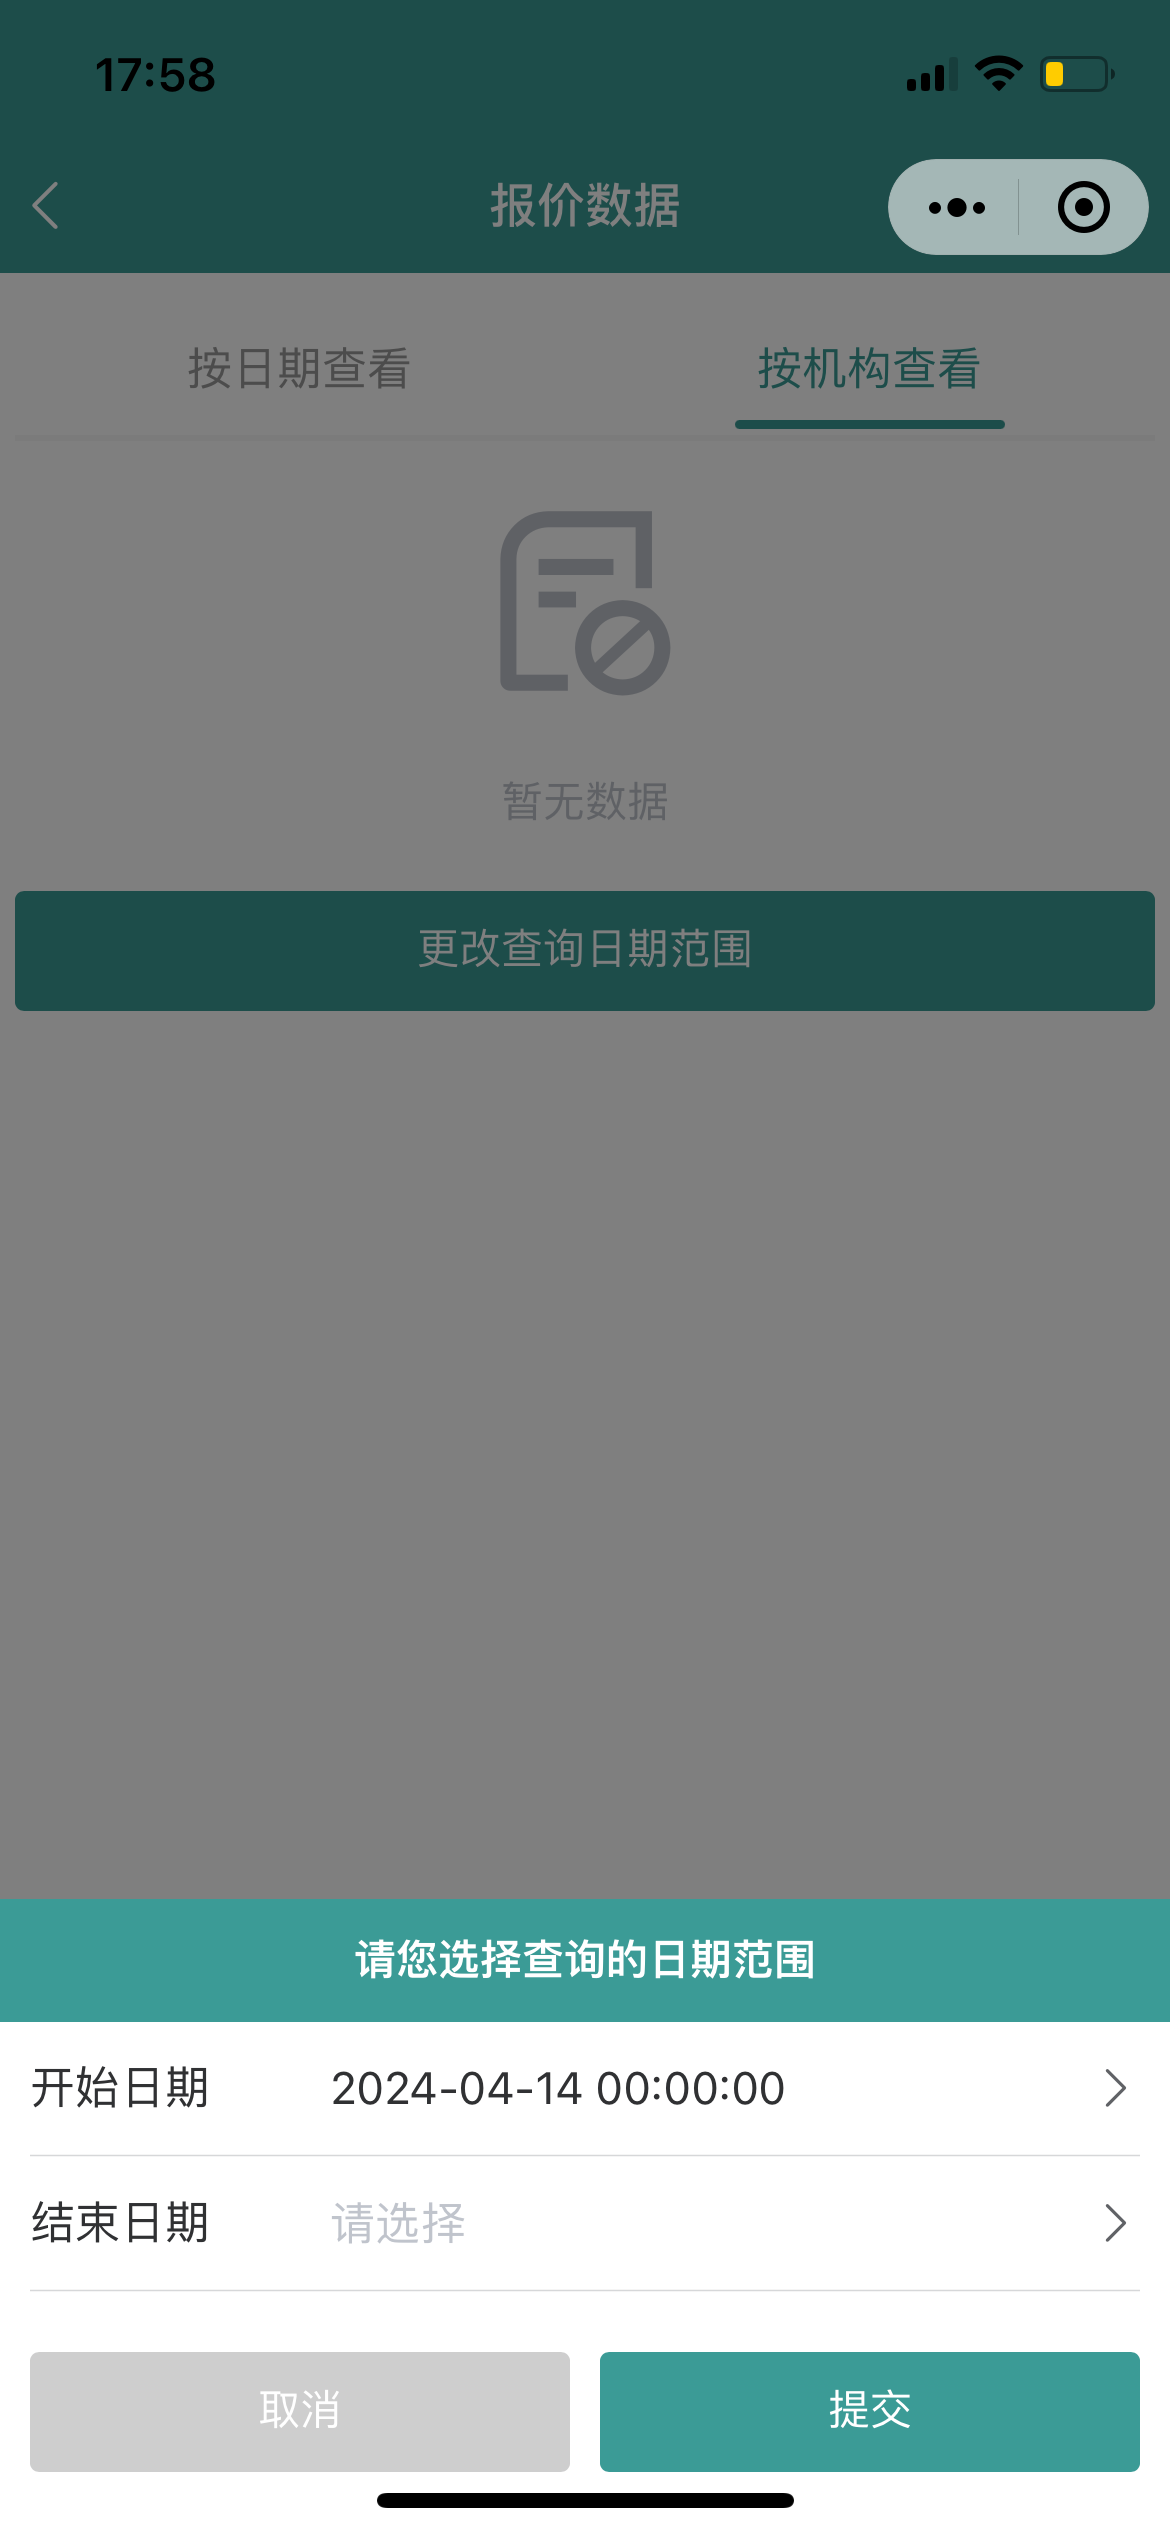 17:58
报价数据
按日期查看
按机构查看
暂无数据
更改查询日期范围
请您选择查询的日期范围
开始日期 2024-04-14 00:00:00
结束日期 请选择
取消
提交